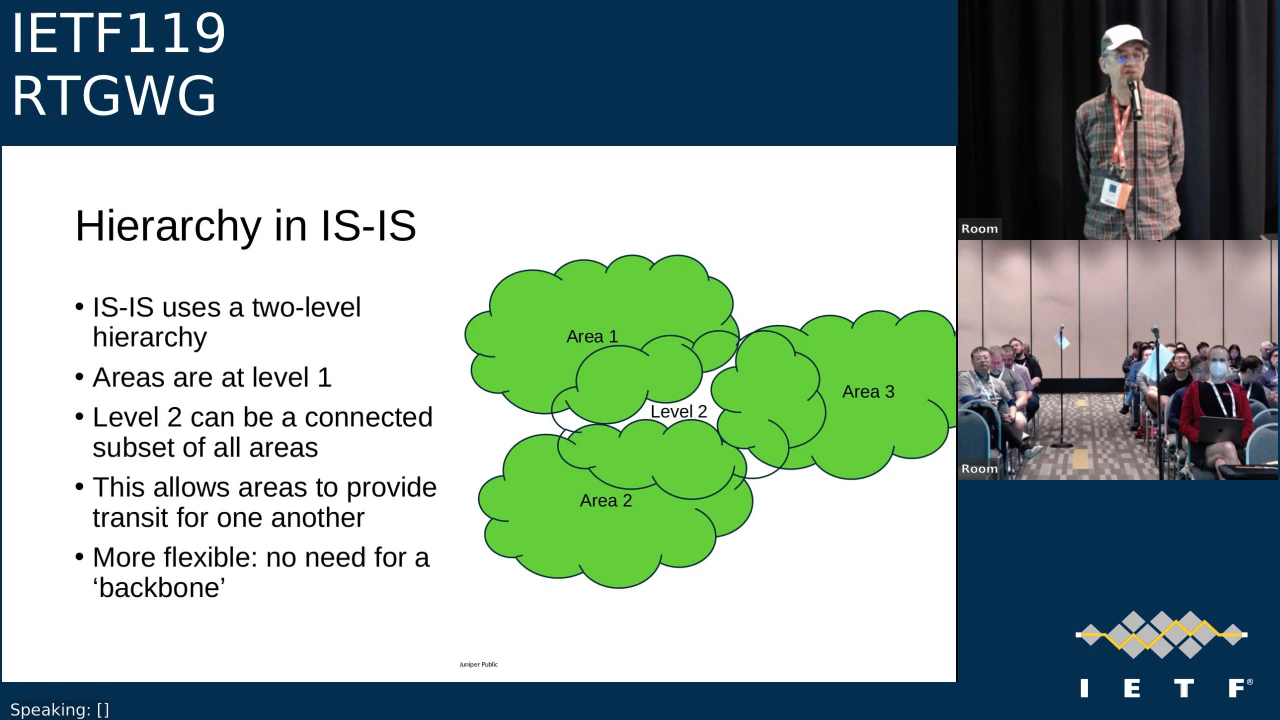 IETF119
RTGWG
Hierarchy in IS-IS
• IS-IS uses a two-level
hierarchy
• Areas are at level 1
• Level 2 can be a connected
subset of all areas
• This allows areas to provide
transit for one another
• More flexible: no need for a
‘backbone’
Area 1
Level 2
Area 3
Area 2
Juniper Public
Room
Room
I E T F®
Speaking: []